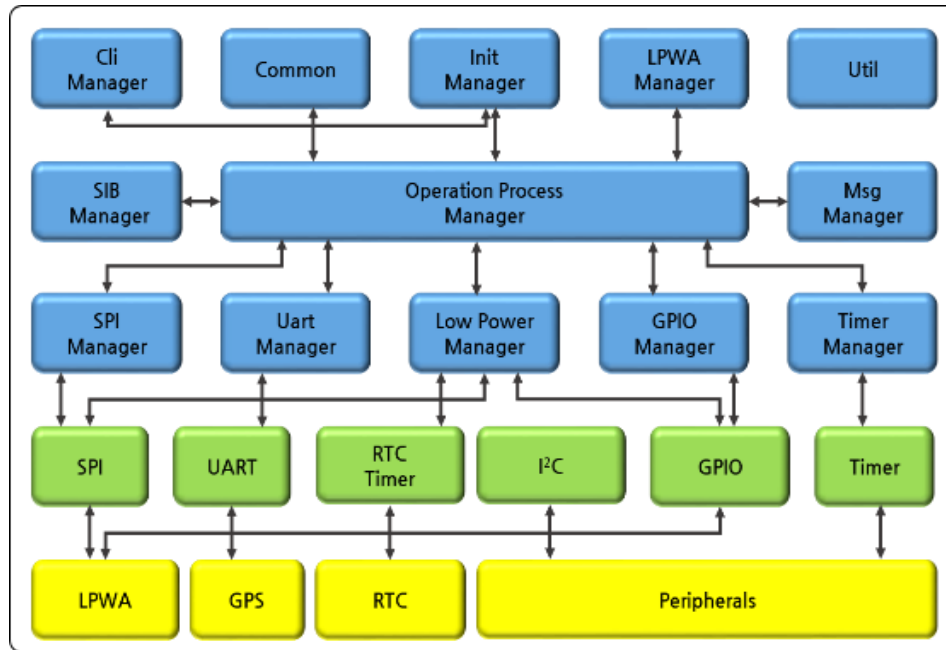 Cli
Manager
Common
Init
Manager
LPWA
Manager
Util
SIB
Manager
Operation Process
Manager
Msg
Manager
SPI
Manager
Uart
Manager
Low Power
Manager
GPIO
Manager
Timer
Manager
SPI
UART
RTC
Timer
I²C
GPIO
Timer
LPWA
GPS
RTC
Peripherals